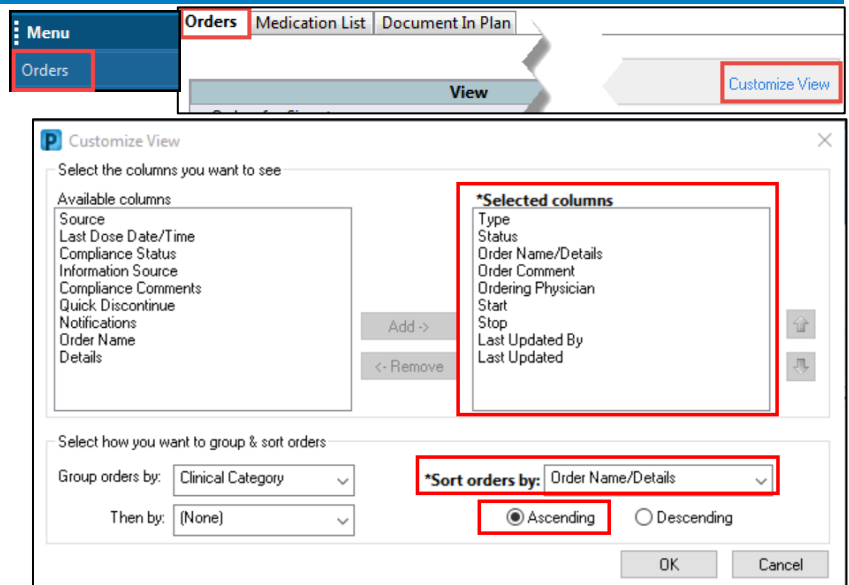 Menu
Orders
Orders Medication List Document In Plan
View
Customize View
P Customize View
Select the columns you want to see
Available columns
Source
Last Dose Date/Time
Compliance Status
Information Source
Compliance Comments
Quick Discontinue
Notifications
Order Name
Details
Add ->
<- Remove
*Selected columns
Type
Status
Order Name/Details
Order Comment
Ordering Physician
Start
Stop
Last Updated By
Last Updated
Select how you want to group & sort orders
Group orders by: Clinical Category
*Sort orders by: Order Name/Details
Then by: (None)
Ascending Descending
OK Cancel